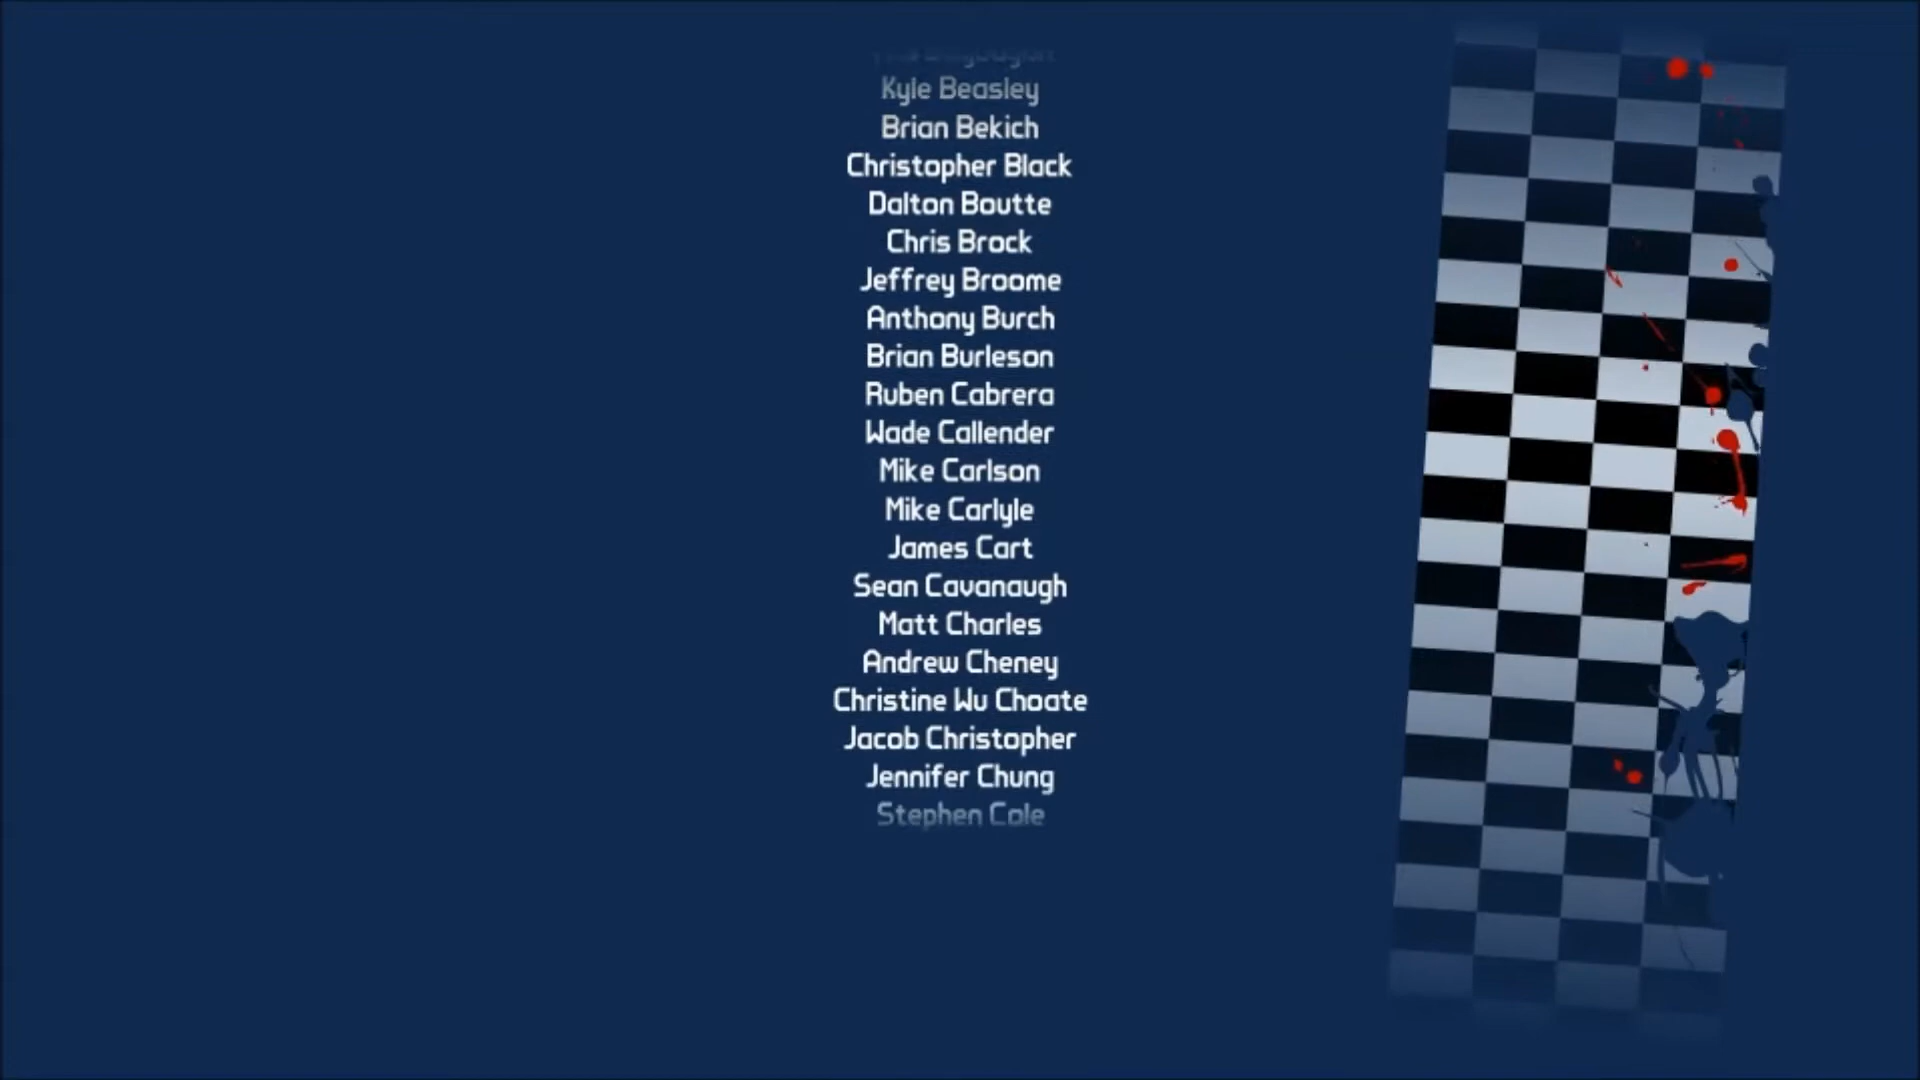 Kyle Beasley
Brian Bekich
Christopher Black
Dalton Boutte
Chris Brock
Jeffrey Broome
Anthony Burch
Brian Burleson
Ruben Cabrera
Wade Callender
Mike Carlson
Mike Carlyle
James Cart
Sean Cavanaugh
Matt Charles
Andrew Cheney
Christine Wu Choate
Jacob Christopher
Jennifer Chung
Stephen Cole